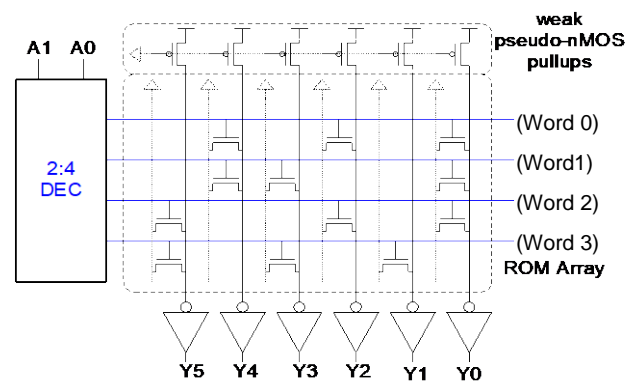 weak
pseudo-nMOS
pullups
A1 A0
(Word 0)
2:4
DEC
(Word1)
(Word 2)
(Word 3)
ROM Array
Y5 Y4 Y3 Y2 Y1 Y0